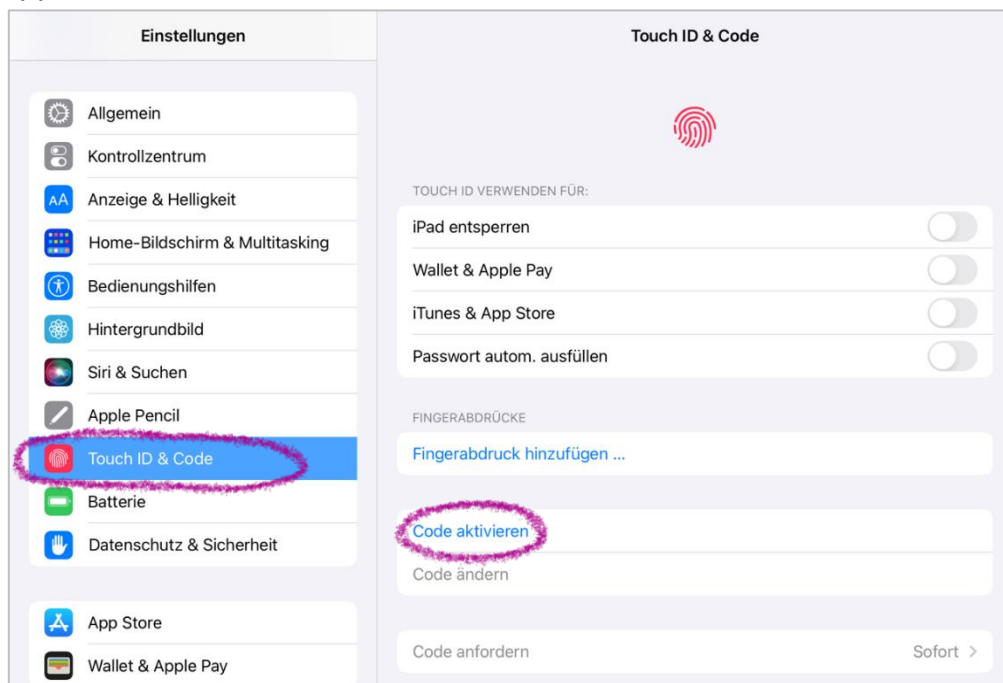 Einstellungen
Allgemein
Kontrollzentrum
AA Anzeige & Helligkeit
Home-Bildschirm & Multitasking
Bedienungshilfen
Hintergrundbild
Siri & Suchen
Apple Pencil
Touch ID & Code
Batterie
Datenschutz & Sicherheit
App Store
Wallet & Apple Pay
Touch ID & Code
TOUCH ID VERWENDEN FÜR:
iPad entsperren
Wallet & Apple Pay
iTunes & App Store
Passwort autom. ausfüllen
FINGERABDRÜCKE
Fingerabdruck hinzufügen ...
Code aktivieren
Code ändern
Code anfordern Sofort >